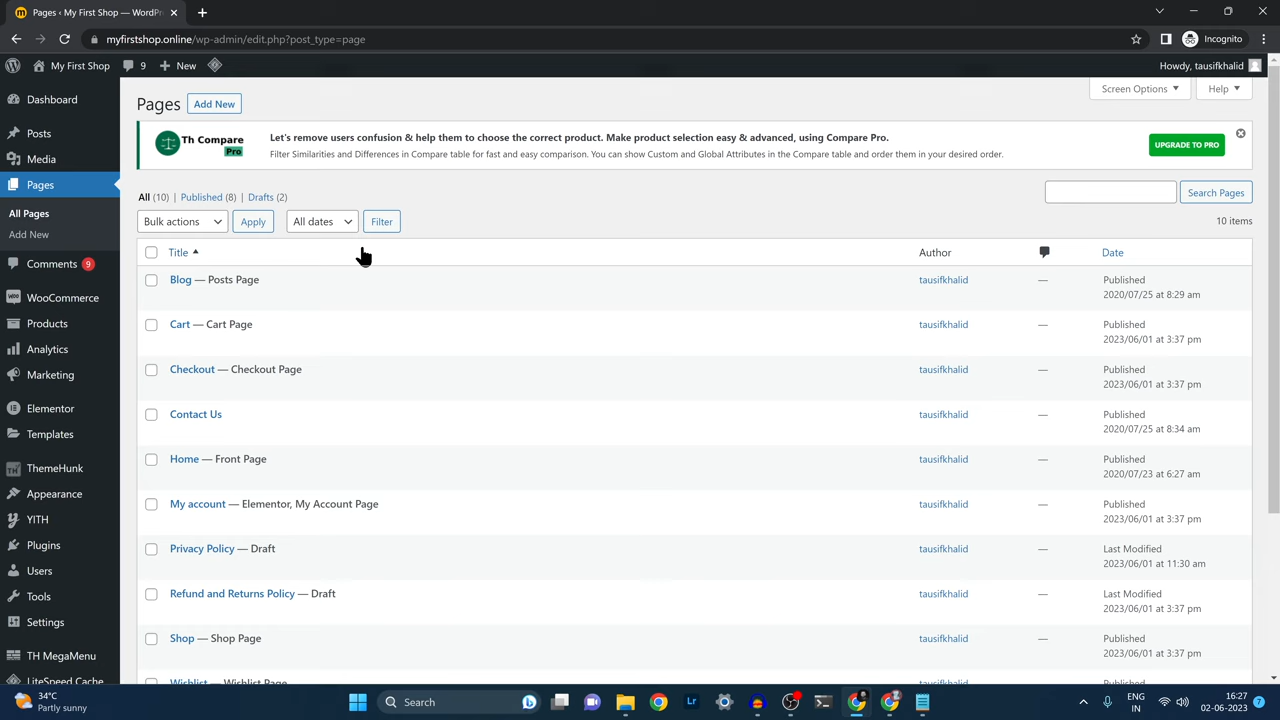 Pages ‹ My First Shop — WordPr
myfirstshop.online/wp-admin/edit.php?post_type=page
Incognito
My First Shop
9
New
Howdy, tausifkhalid
Dashboard
Posts
Media
Pages
All Pages
Add New
Comments 9
WooCommerce
Products
Analytics
Marketing
Elementor
Templates
ThemeHunk
Appearance
YITH
Plugins
Users
Tools
Settings
TH MegaMenu
LiteSpeed Cache
Screen Options
Help
Pages
Add New
Th Compare
Pro
Let's remove users confusion & help them to choose the correct product; Make product selection easy & advanced, using Compare Pro.
Filter Similarities and Differences in Compare table for fast and easy comparison. You can show Custom and Global Attributes in the Compare table and order them in your desired order.
UPGRADE TO PRO
All (10) | Published (8) | Drafts (2)
Search Pages
Bulk actions
Apply
All dates
Filter
10 items
Title
Author
Date
Blog — Posts Page
tausifkhalid
—
Published
2020/07/25 at 8:29 am
Cart — Cart Page
tausifkhalid
—
Published
2023/06/01 at 3:37 pm
Checkout — Checkout Page
tausifkhalid
—
Published
2023/06/01 at 3:37 pm
Contact Us
tausifkhalid
—
Published
2020/07/25 at 8:34 am
Home — Front Page
tausifkhalid
—
Published
2020/07/23 at 6:27 am
My account — Elementor, My Account Page
tausifkhalid
—
Published
2023/06/01 at 3:37 pm
Privacy Policy — Draft
tausifkhalid
—
Last Modified
2023/06/01 at 11:30 am
Refund and Returns Policy — Draft
tausifkhalid
—
Last Modified
2023/06/01 at 3:37 pm
Shop — Shop Page
tausifkhalid
—
Published
2023/06/01 at 3:37 pm
Wishlist — Wishlist Page
tausifkhalid
—
Published
34°C
Partly sunny
Search
Lr
ENG
IN
16:27
02-06-2023
7